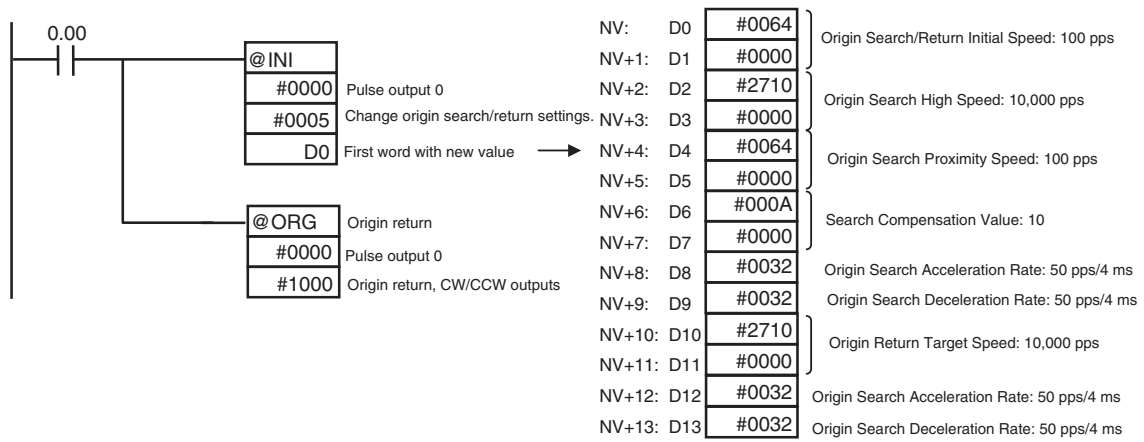 0.00
@INI
#0000 Pulse output 0
#0005 Change origin search/return settings.
D0 First word with new value
@ORG Origin return
#0000 Pulse output 0
#1000 Origin return, CW/CCW outputs
NV: D0 #0064 Origin Search/Return Initial Speed: 100 pps
NV+1: D1 #0000
NV+2: D2 #2710 Origin Search High Speed: 10,000 pps
NV+3: D3 #0000
NV+4: D4 #0064 Origin Search Proximity Speed: 100 pps
NV+5: D5 #0000
NV+6: D6 #000A Search Compensation Value: 10
NV+7: D7 #0000
NV+8: D8 #0032 Origin Search Acceleration Rate: 50 pps/4 ms
NV+9: D9 #0032 Origin Search Deceleration Rate: 50 pps/4 ms
NV+10: D10 #2710 Origin Return Target Speed: 10,000 pps
NV+11: D11 #0000
NV+12: D12 #0032 Origin Search Acceleration Rate: 50 pps/4 ms
NV+13: D13 #0032 Origin Search Deceleration Rate: 50 pps/4 ms